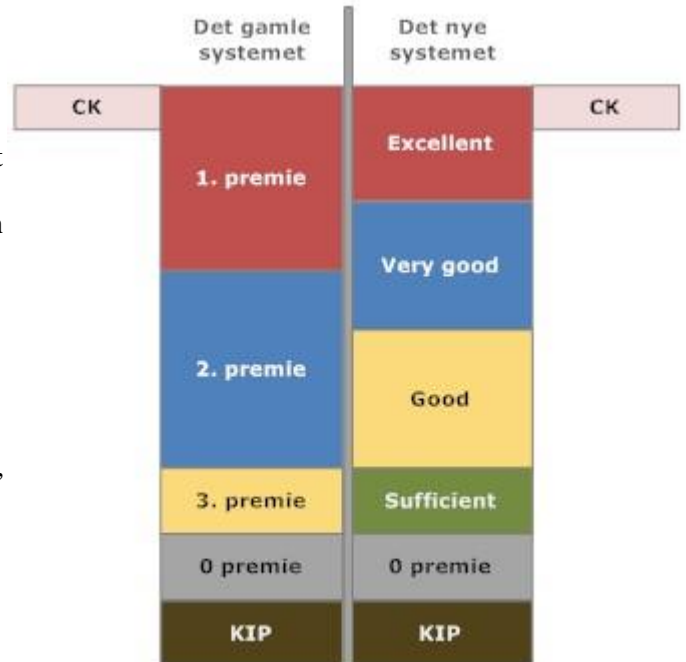 Det gamle
systemet
Det nye
systemet
CK
1. premie
2. premie
3. premie
0 premie
KIP
Excellent
Very good
Good
Sufficient
0 premie
KIP
CK